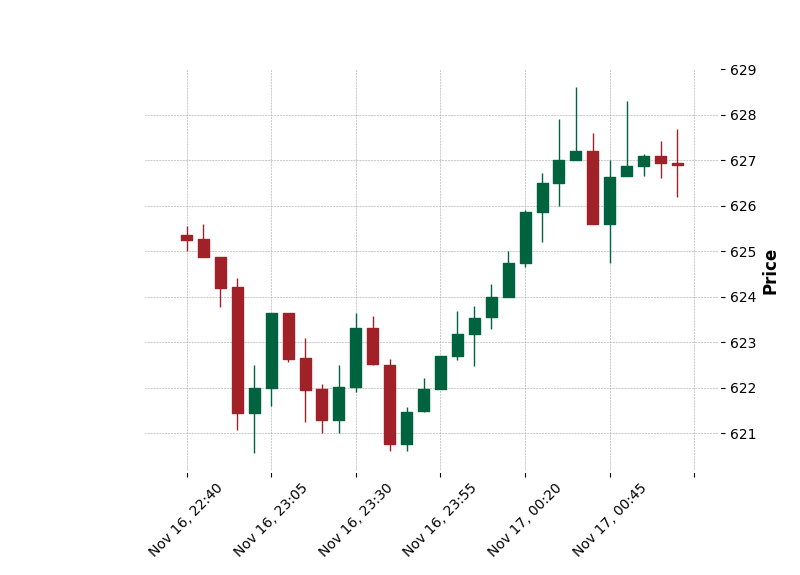 629
628
627
626
625
624
623
622
621
Price
Nov 16, 22:40
Nov 16, 23:05
Nov 16, 23:30
Nov 16, 23:55
Nov 17, 00:20
Nov 17, 00:45